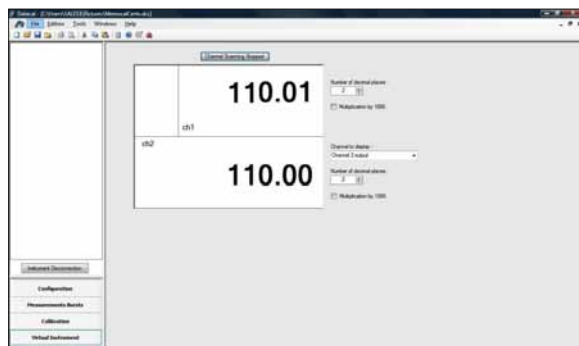 File Edition Tools Windows Help
Channel Scanning Stopped
110.01
ch1
Number of decimal places
2
Multiplication by 1000
ch2
110.00
Channel to display :
Channel 2 output
Number of decimal places
2
Multiplication by 1000
Instrument Disconnection
Configuration
Measurements Bursts
Calibration
Virtual Instrument